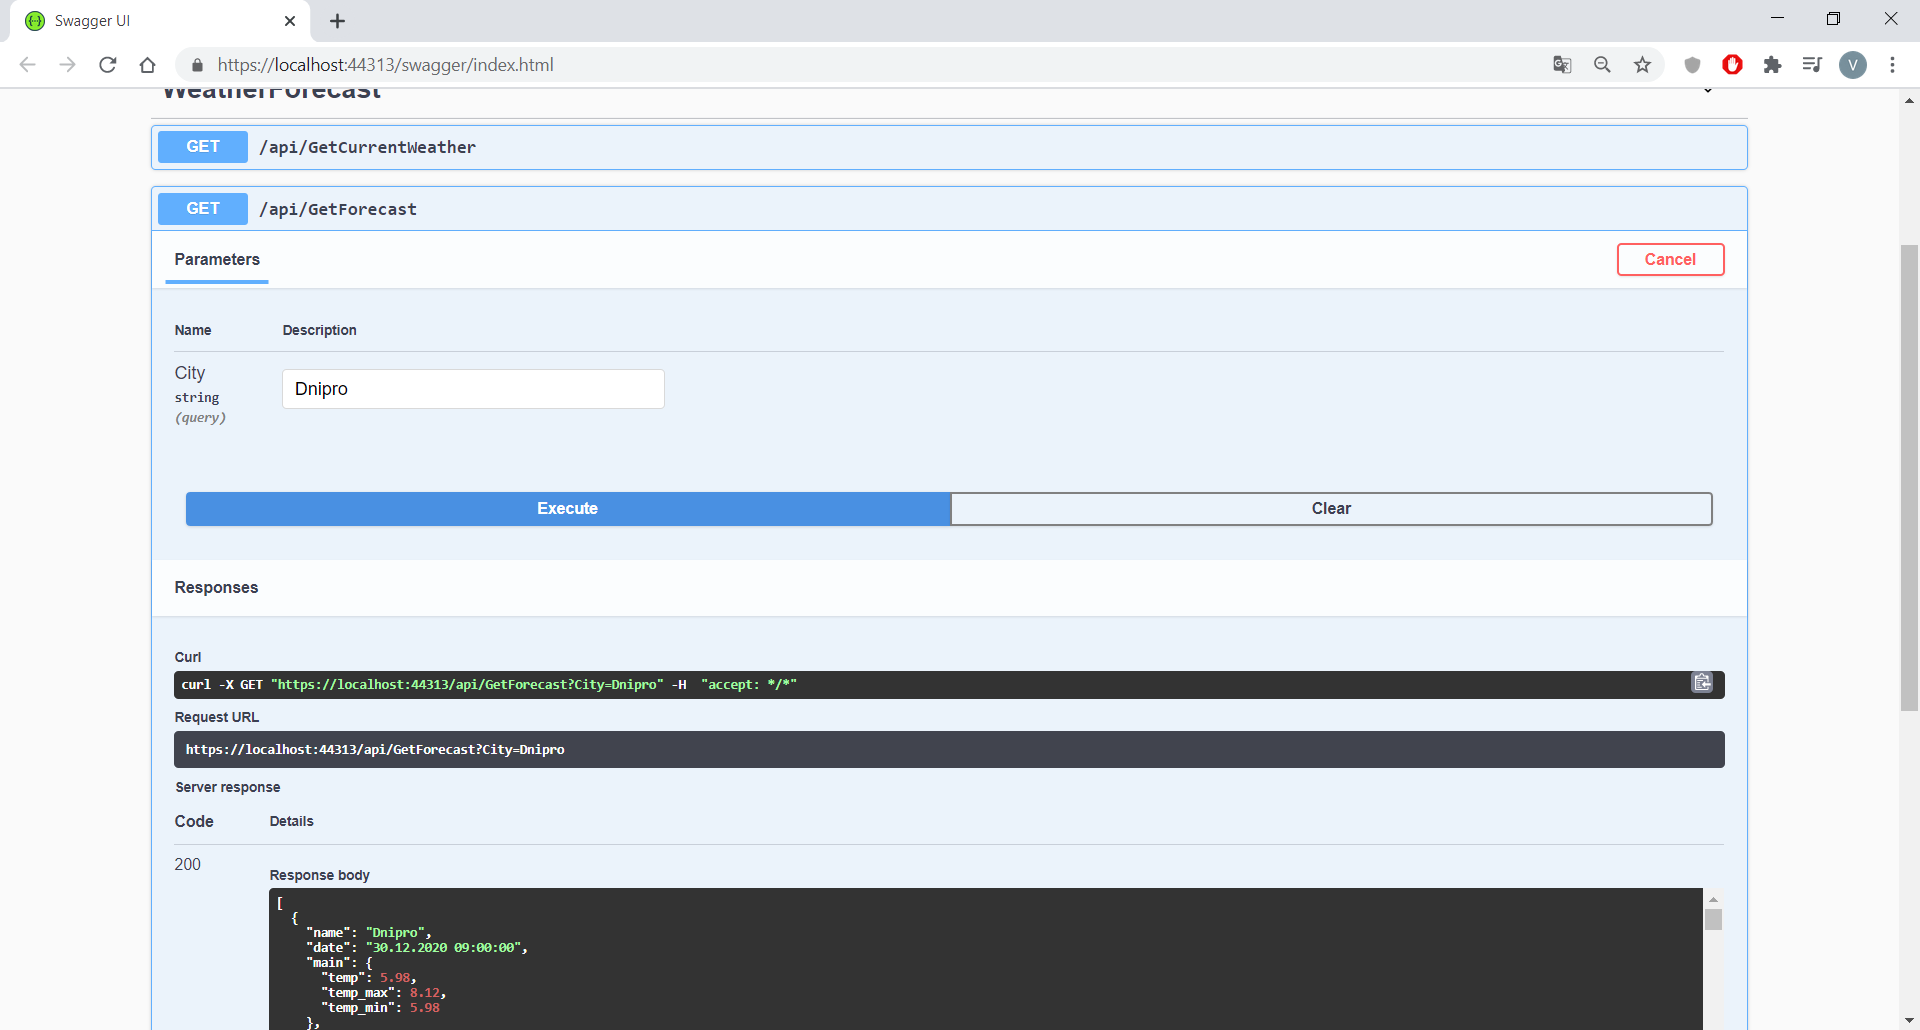 Swagger UI
https://localhost:44313/swagger/index.html
V
WeatherForecast
GET /api/GetCurrentWeather
GET /api/GetForecast
Parameters
Cancel
Name Description
City
string
(query)
Dnipro
Execute
Clear
Responses
Curl
curl -X GET "https://localhost:44313/api/GetForecast?City=Dnipro" -H  "accept: */*"
Request URL
https://localhost:44313/api/GetForecast?City=Dnipro
Server response
Code Details
200
Response body
[
  {
    "name": "Dnipro",
    "date": "30.12.2020 09:00:00",
    "main": {
      "temp": 5.98,
      "temp_max": 8.12,
      "temp_min": 5.98
    },